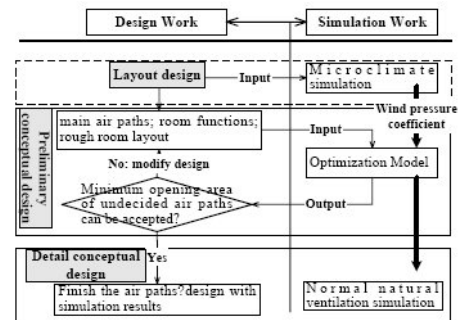 Design Work
Simulation Work
Layout design
Input
Microclimate
simulation
Wind pressure
coefficient
Preliminary
conceptual design
main air paths; room functions;
rough room layout
Input
No: modify design
Optimization Model
Minimum opening area
of undecided air paths
can be accepted?
Output
Detail conceptual
design
Yes
Finish the air paths?design with
simulation results
Normal natural
ventilation simulation